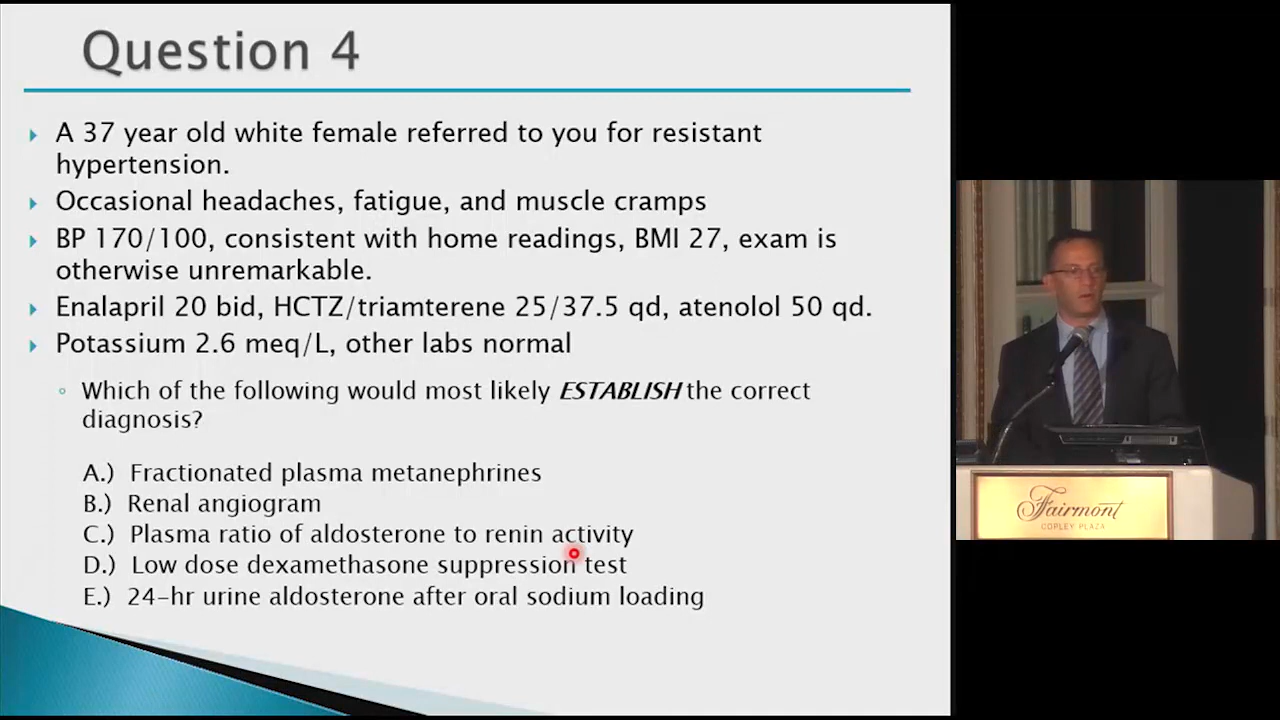 Question 4
A 37 year old white female referred to you for resistant
hypertension.
Occasional headaches, fatigue, and muscle cramps
BP 170/100, consistent with home readings, BMI 27, exam is
otherwise unremarkable.
Enalapril 20 bid, HCTZ/triamterene 25/37.5 qd, atenolol 50 qd.
Potassium 2.6 meq/L, other labs normal
Which of the following would most likely ESTABLISH the correct
diagnosis?
A.) Fractionated plasma metanephrines
B.) Renal angiogram
C.) Plasma ratio of aldosterone to renin activity
D.) Low dose dexamethasone suppression test
E.) 24-hr urine aldosterone after oral sodium loading
Fairmont
COPLEY PLAZA